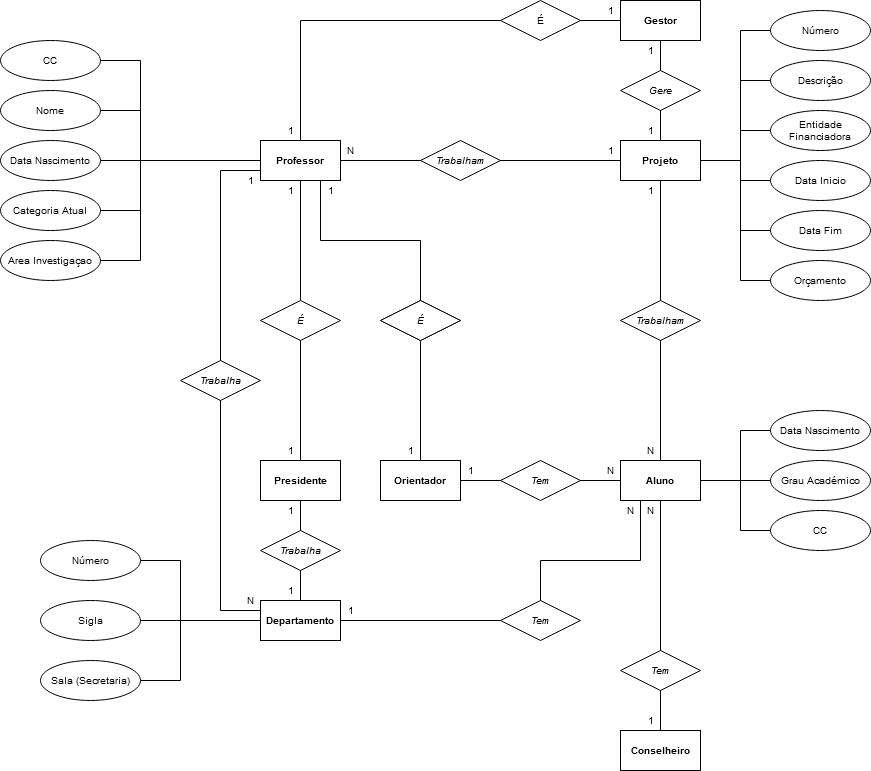 É
1
Gestor
1
Número
CC
Gere
Descrição
Nome
1
1
Entidade
Financiadora
Professor
N
Trabalham
1
Projeto
Data Nascimento
1
1
1
1
Data Inicio
Categoria Atual
Data Fim
Area Investigaçao
Orçamento
É
É
Trabalham
Trabalha
Data Nascimento
1
1
N
Presidente
Orientador
1
Tem
N
Aluno
Grau Académico
1
N
N
CC
Trabalha
Número
N
1
Departamento
1
Tem
Sigla
Sala (Secretaria)
Tem
1
Conselheiro